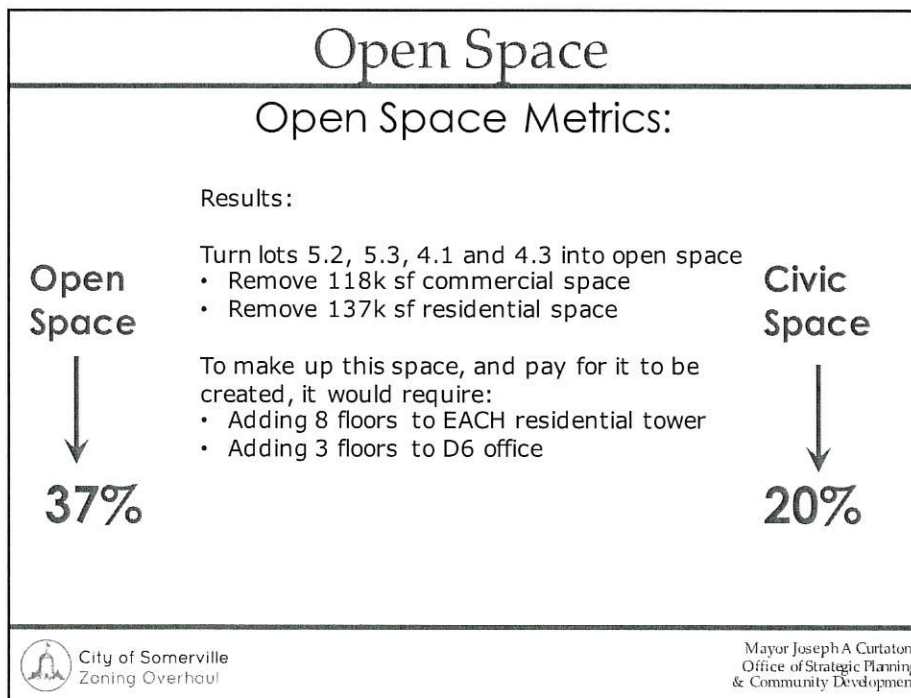 Open Space
Open Space Metrics:
Results:
Turn lots 5.2, 5.3, 4.1 and 4.3 into open space
• Remove 118k sf commercial space
• Remove 137k sf residential space
To make up this space, and pay for it to be
created, it would require:
• Adding 8 floors to EACH residential tower
• Adding 3 floors to D6 office
Open
Space
37%
Civic
Space
20%
City of Somerville
Zoning Overhaul
Mayor Joseph A Curtaton
Office of Strategic Planning
& Community Developmen